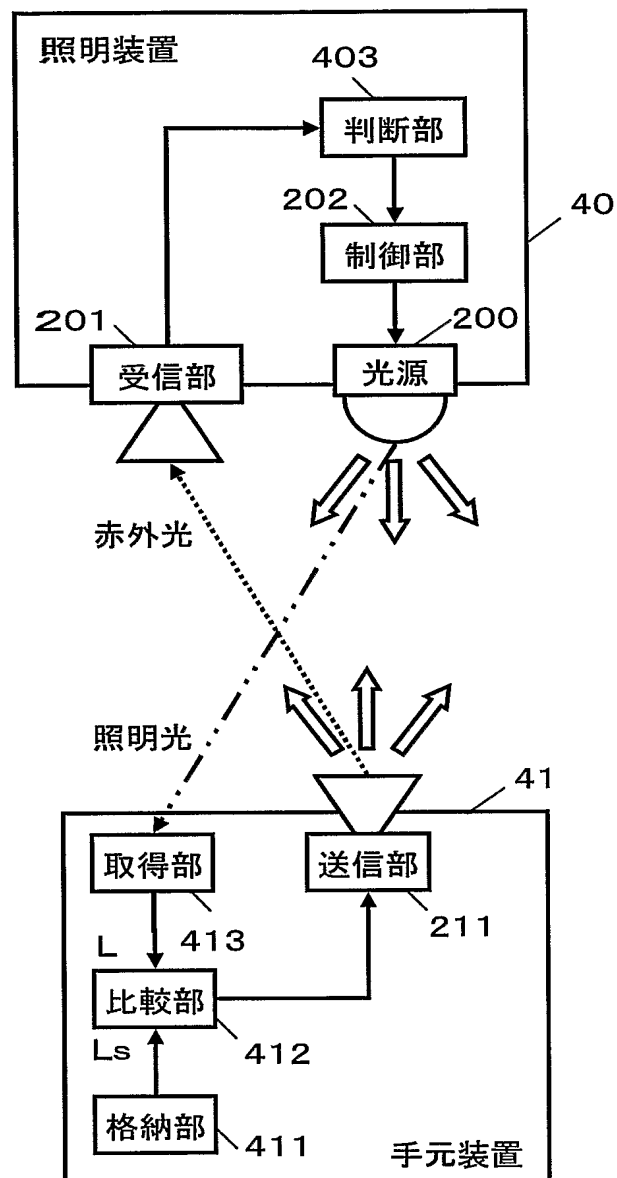 照明装置
403
判断部
202
制御部
40
201
受信部
200
光源
赤外光
照明光
41
取得部
413
送信部
211
L
比較部
412
Ls
格納部
411
手元装置